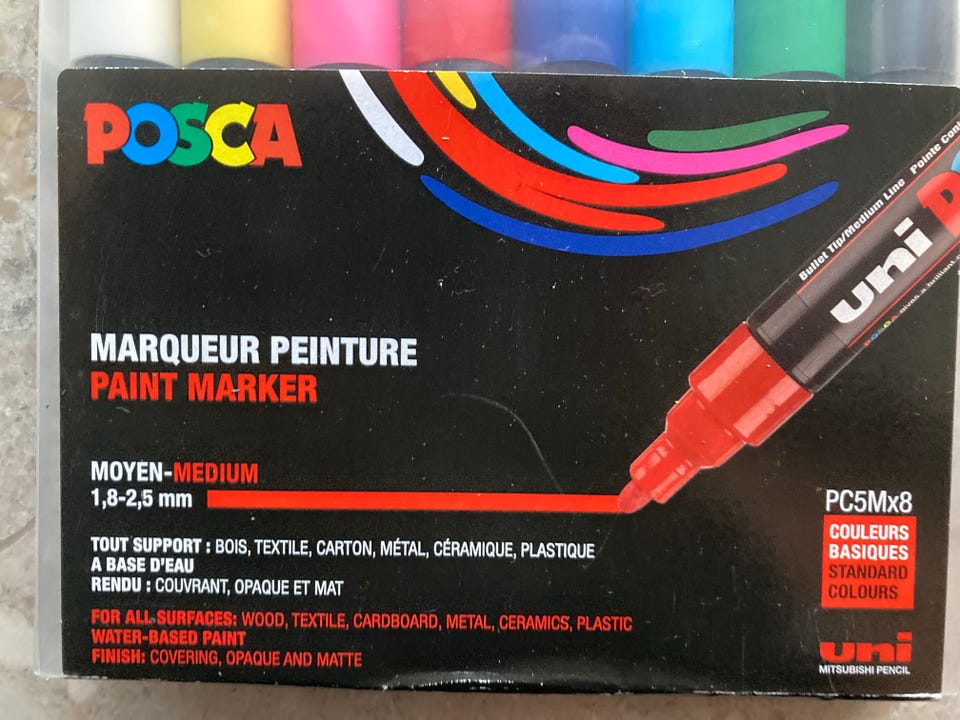 POSCA
Bullet Tip/Medium Line
uni
MARQUEUR PEINTURE
PAINT MARKER
MOYEN-MEDIUM
1,8-2,5 mm
PC5Mx8
COULEURS
BASIQUES
STANDARD
COLOURS
TOUT SUPPORT : BOIS, TEXTILE, CARTON, MÉTAL, CÉRAMIQUE, PLASTIQUE
A BASE D'EAU
RENDU : COUVRANT, OPAQUE ET MAT
FOR ALL SURFACES: WOOD, TEXTILE, CARDBOARD, METAL, CERAMICS, PLASTIC
WATER-BASED PAINT
FINISH: COVERING, OPAQUE AND MATTE
uni
MITSUBISHI PENCIL